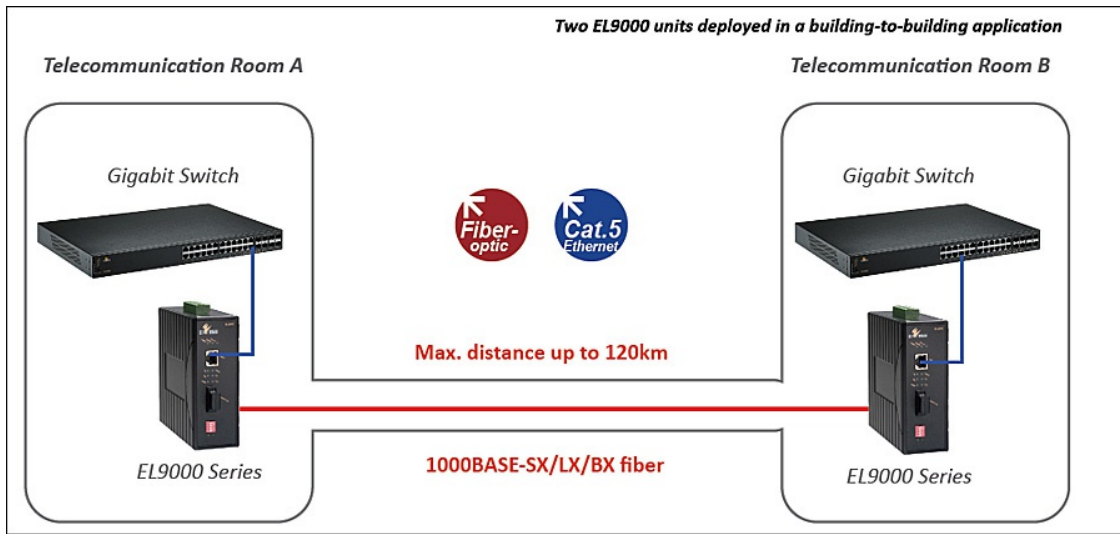 Two EL9000 units deployed in a building-to-building application
Telecommunication Room A
Telecommunication Room B
Gigabit Switch
Gigabit Switch
Fiber-
optic
Cat.5
Ethernet
Max. distance up to 120km
1000BASE-SX/LX/BX fiber
EL9000 Series
EL9000 Series